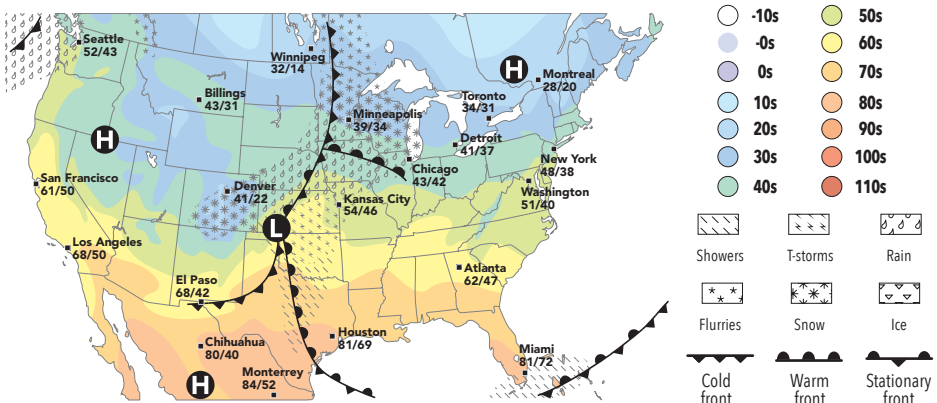 Seattle
52/43
Winnipeg
32/14
H
Montreal
28/20
Billings
43/31
Toronto
34/31
Minneapolis
39/34
H
Detroit
41/37
New York
48/38
Chicago
43/42
San Francisco
61/50
Denver
41/22
Kansas City
54/46
Washington
51/40
L
Los Angeles
68/50
Atlanta
62/47
El Paso
68/42
Houston
81/69
Chihuahua
80/40
Miami
81/72
H
Monterrey
84/52
-10s
50s
-0s
60s
0s
70s
10s
80s
20s
90s
30s
100s
40s
110s
Showers
T-storms
Rain
Flurries
Snow
Ice
Cold
front
Warm
front
Stationary
front